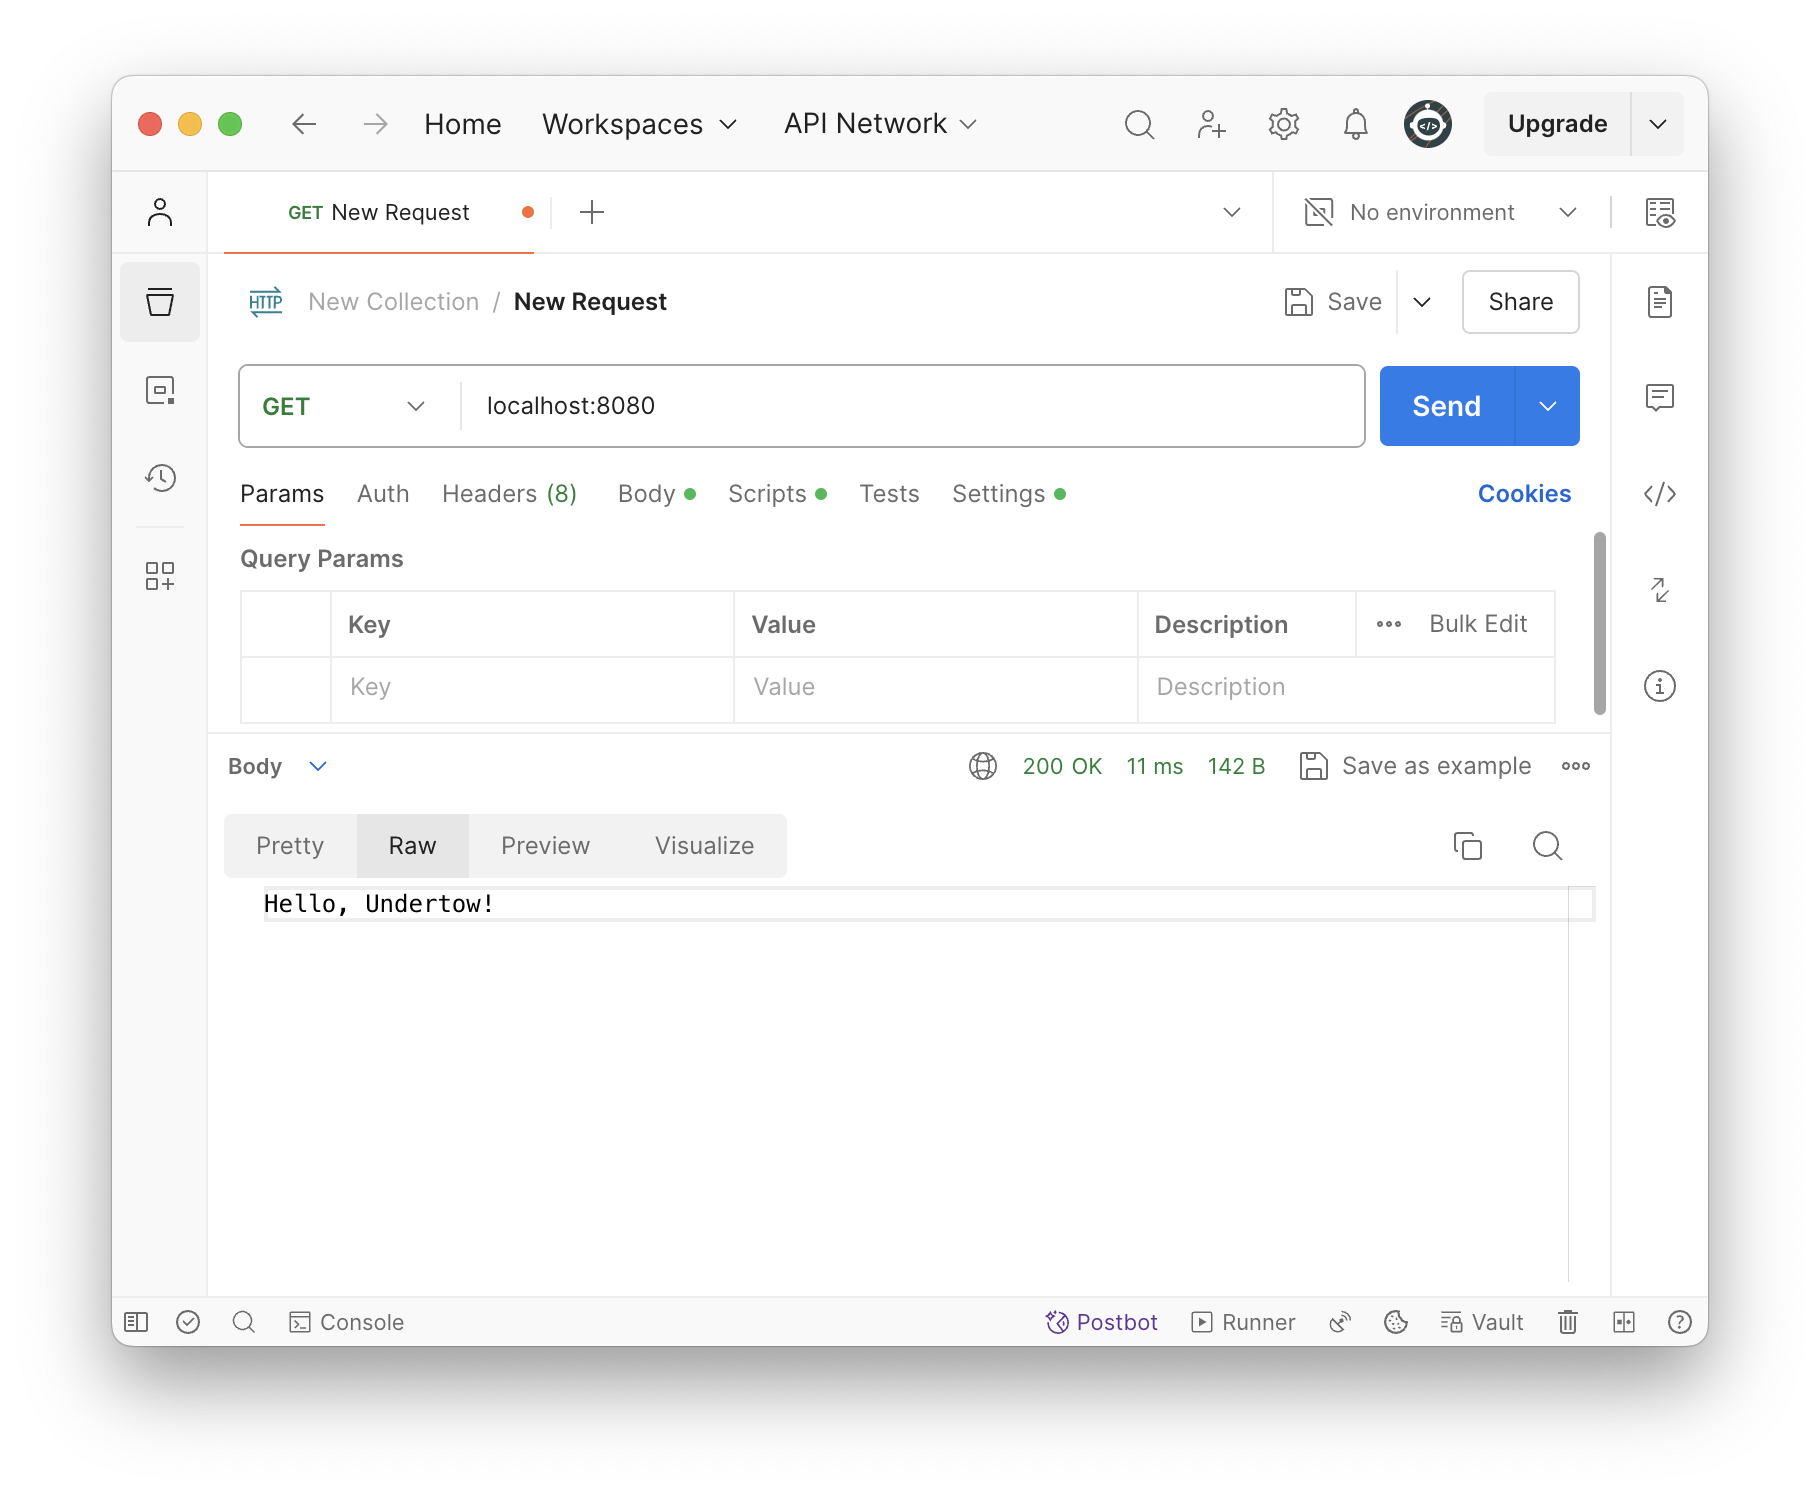 Home Workspaces API Network Upgrade
GET New Request No environment
HTTP New Collection / New Request Save Share
GET localhost:8080 Send
Params Auth Headers (8) Body Scripts Tests Settings Cookies
Query Params
Key Value Description Bulk Edit
Key Value Description
Body 200 OK 11 ms 142 B Save as example
Pretty Raw Preview Visualize
Hello, Undertow!
Console Postbot Runner Vault